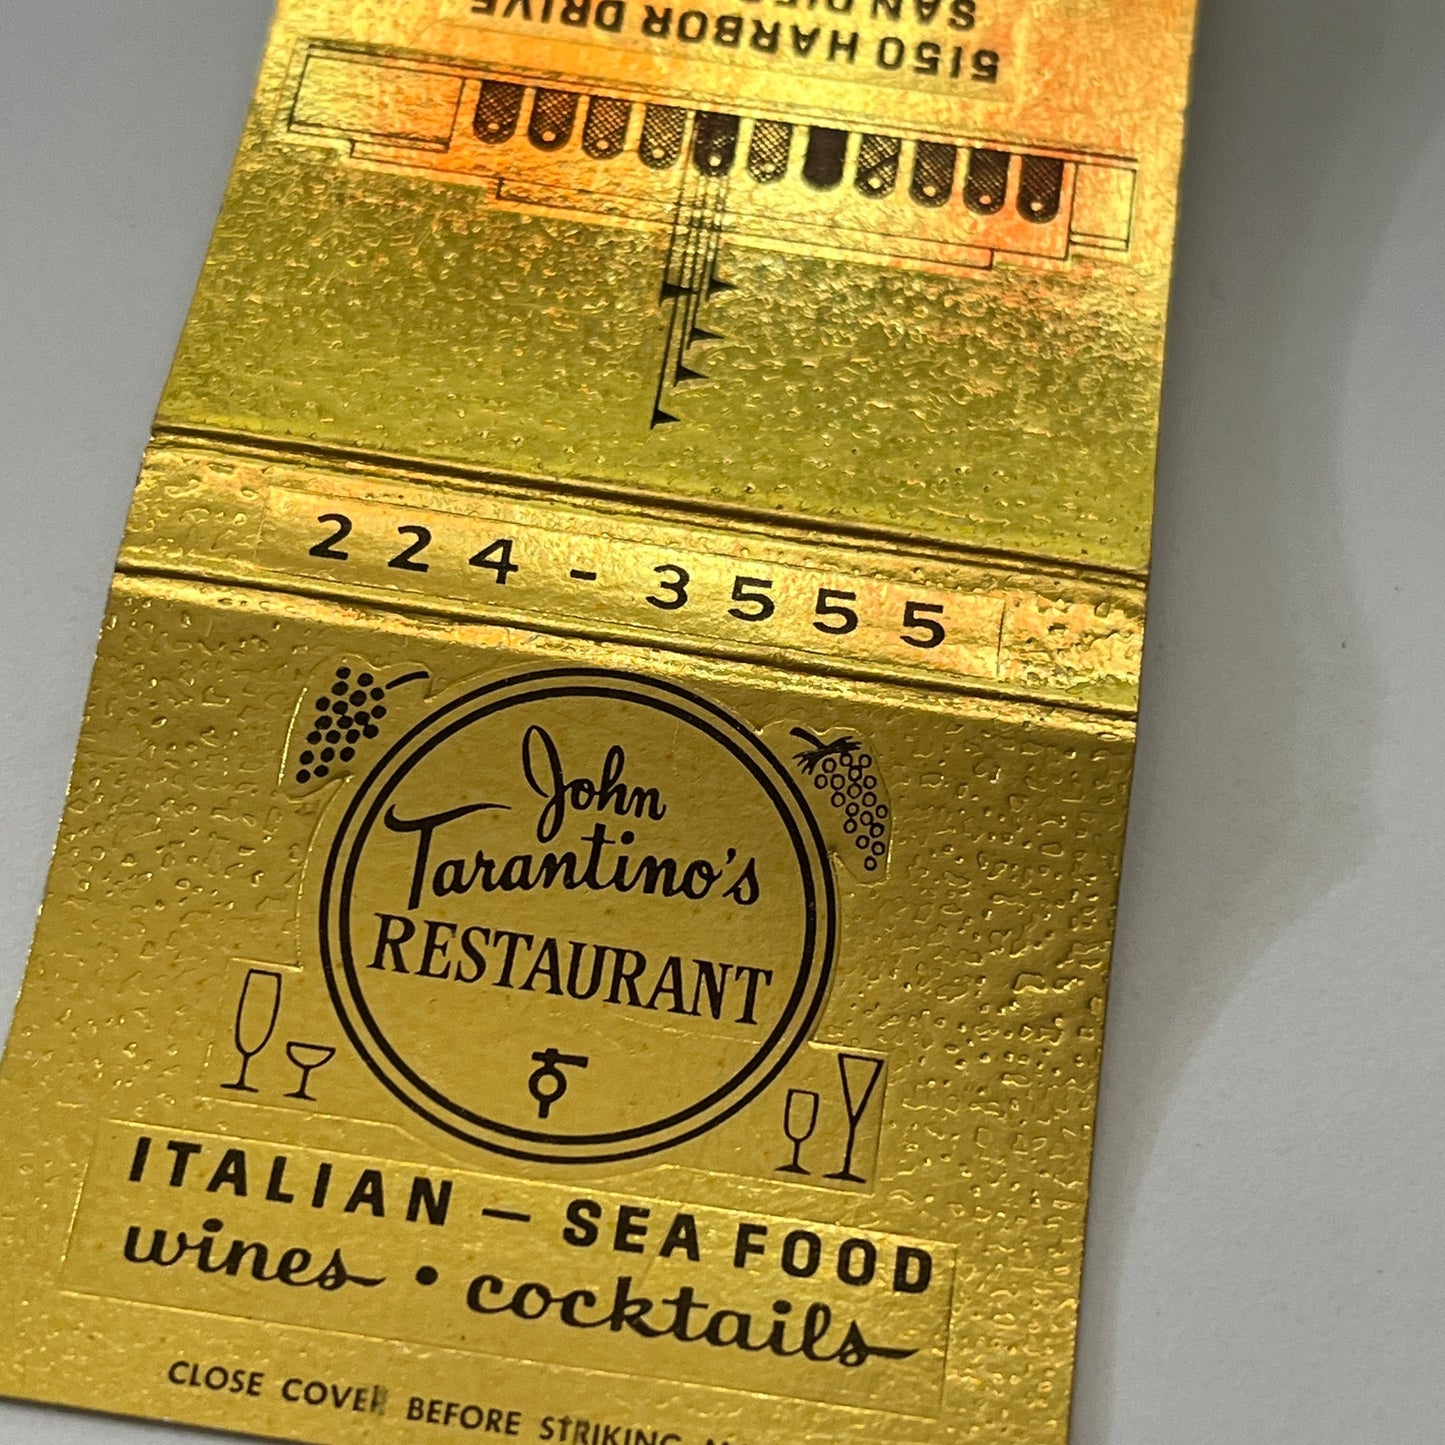 5150 HARBOR DRIVE
224-3555
John
Tarantino's
RESTAURANT
ITALIAN — SEA FOOD
wines • cocktails
CLOSE COVER BEFORE STRIKING